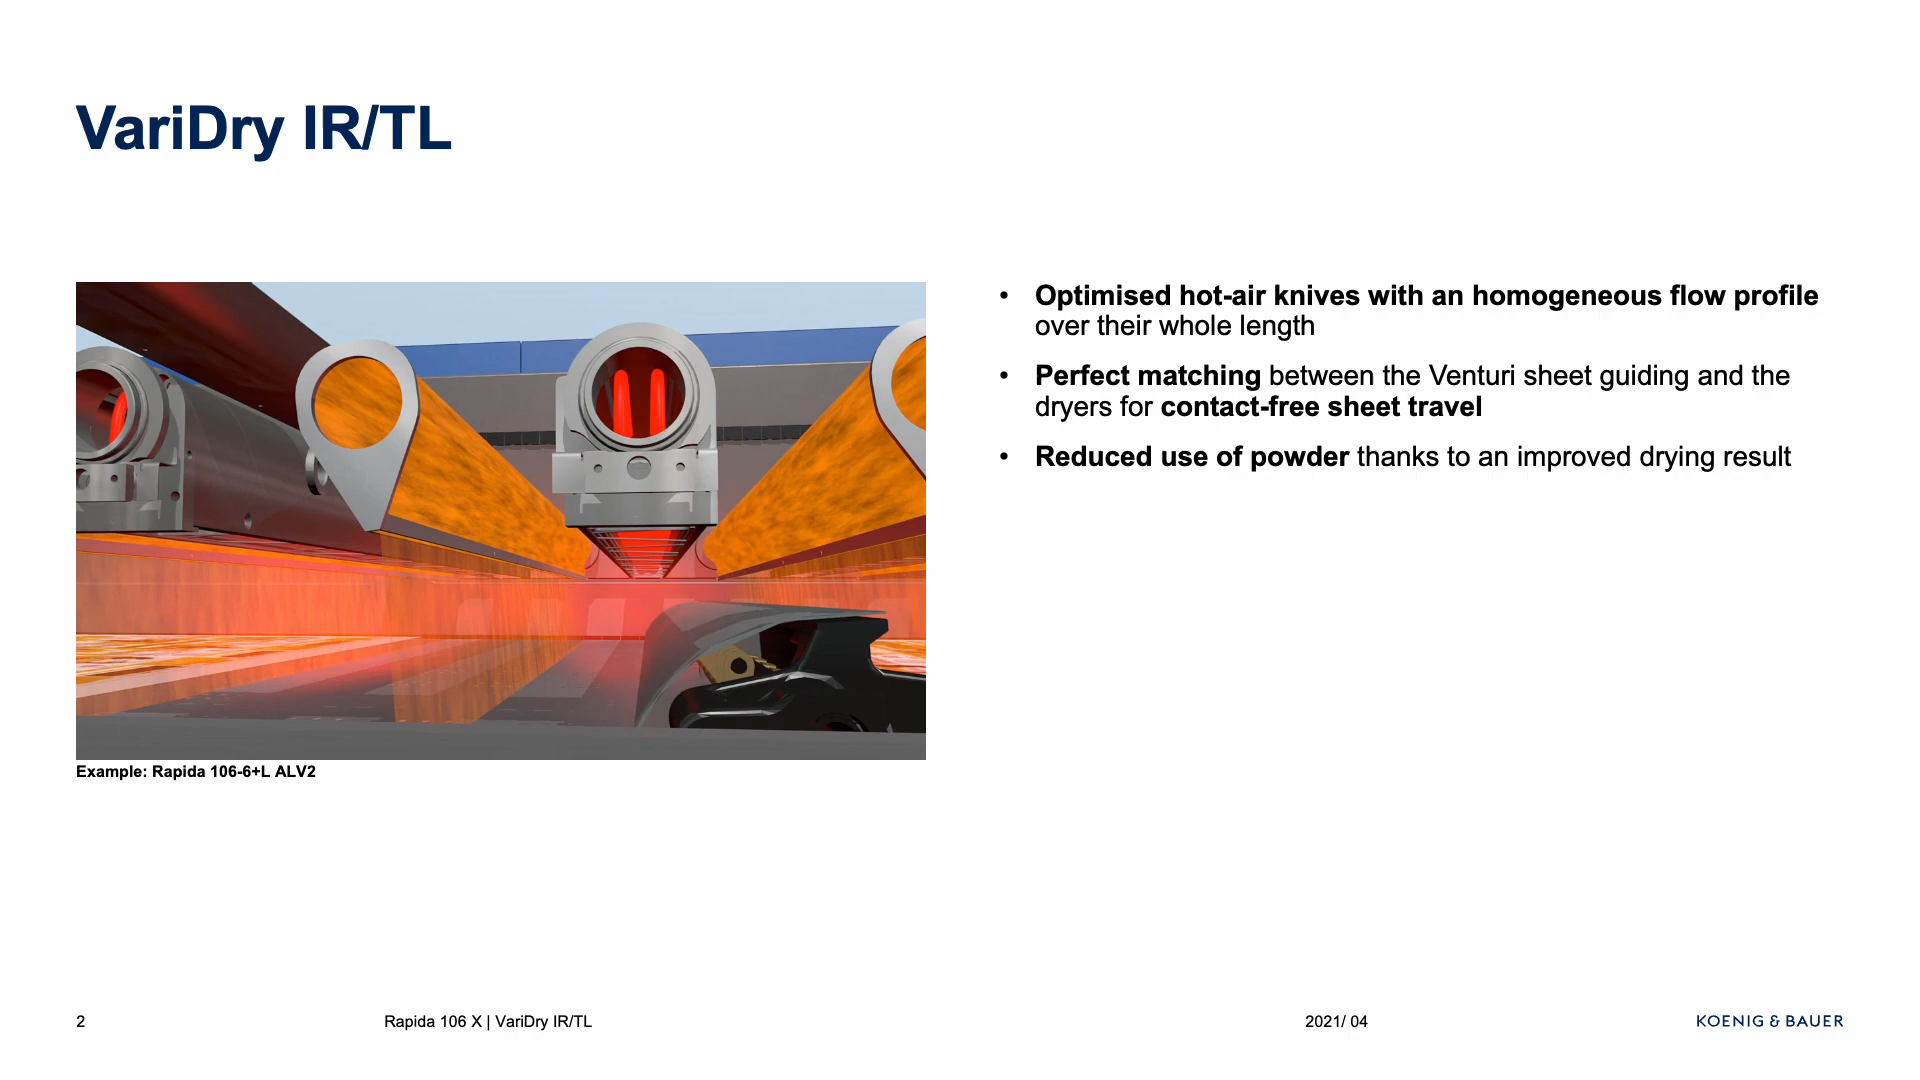 VariDry IR/TL
• Optimised hot-air knives with an homogeneous flow profile
over their whole length
• Perfect matching between the Venturi sheet guiding and the
dryers for contact-free sheet travel
• Reduced use of powder thanks to an improved drying result
Example: Rapida 106-6+L ALV2
2
Rapida 106 X | VariDry IR/TL
2021/ 04
KOENIG & BAUER